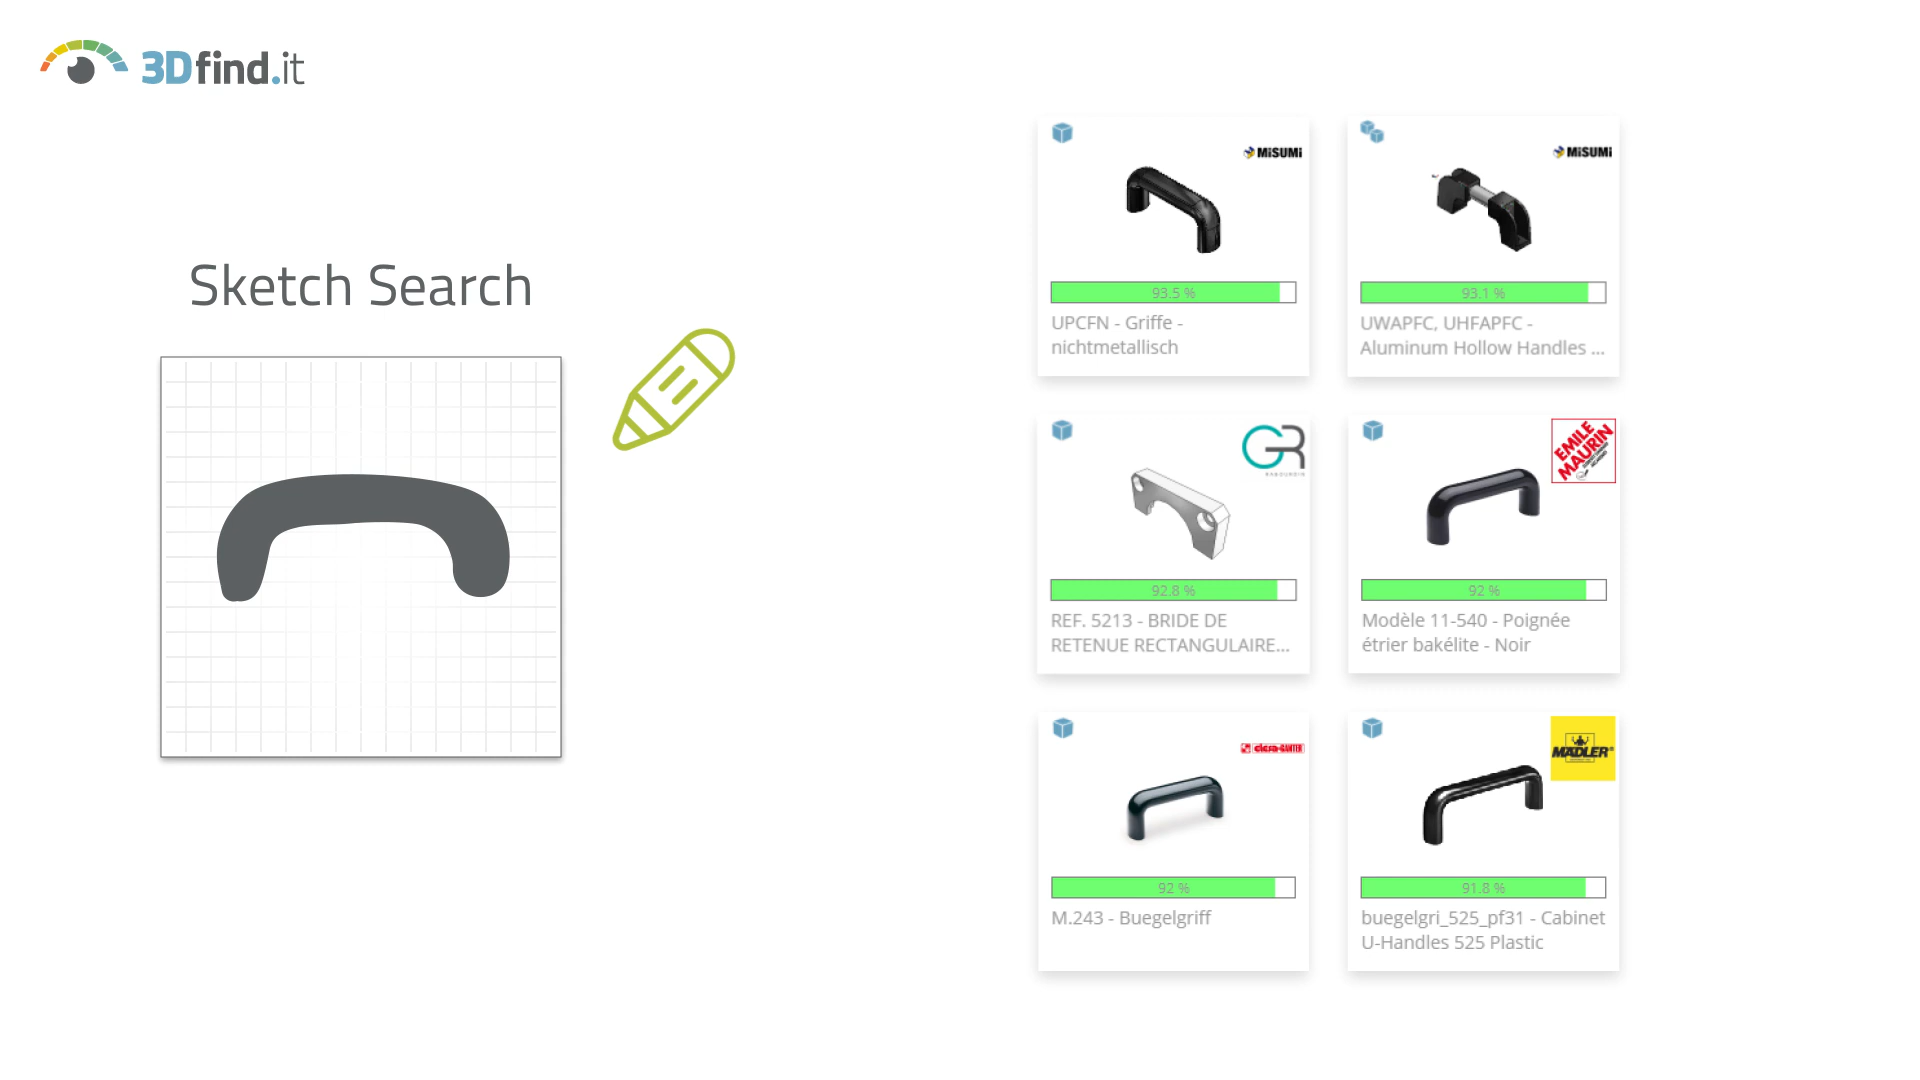 3Dfind.it
Sketch Search
MiSUMi
93.5 %
UPCFN - Griffe -
nichtmetallisch
MiSUMi
93.1 %
UWAPFC, UHFAPFC -
Aluminum Hollow Handles ...
GR
RABOURDIN
92.8 %
REF. 5213 - BRIDE DE
RETENUE RECTANGULAIRE...
EMILE
MAURIN
92 %
Modèle 11-540 - Poignée
étrier bakélite - Noir
elesa-GANTER
92 %
M.243 - Buegelgriff
MÄDLER
91.8 %
buegelgri_525_pf31 - Cabinet
U-Handles 525 Plastic